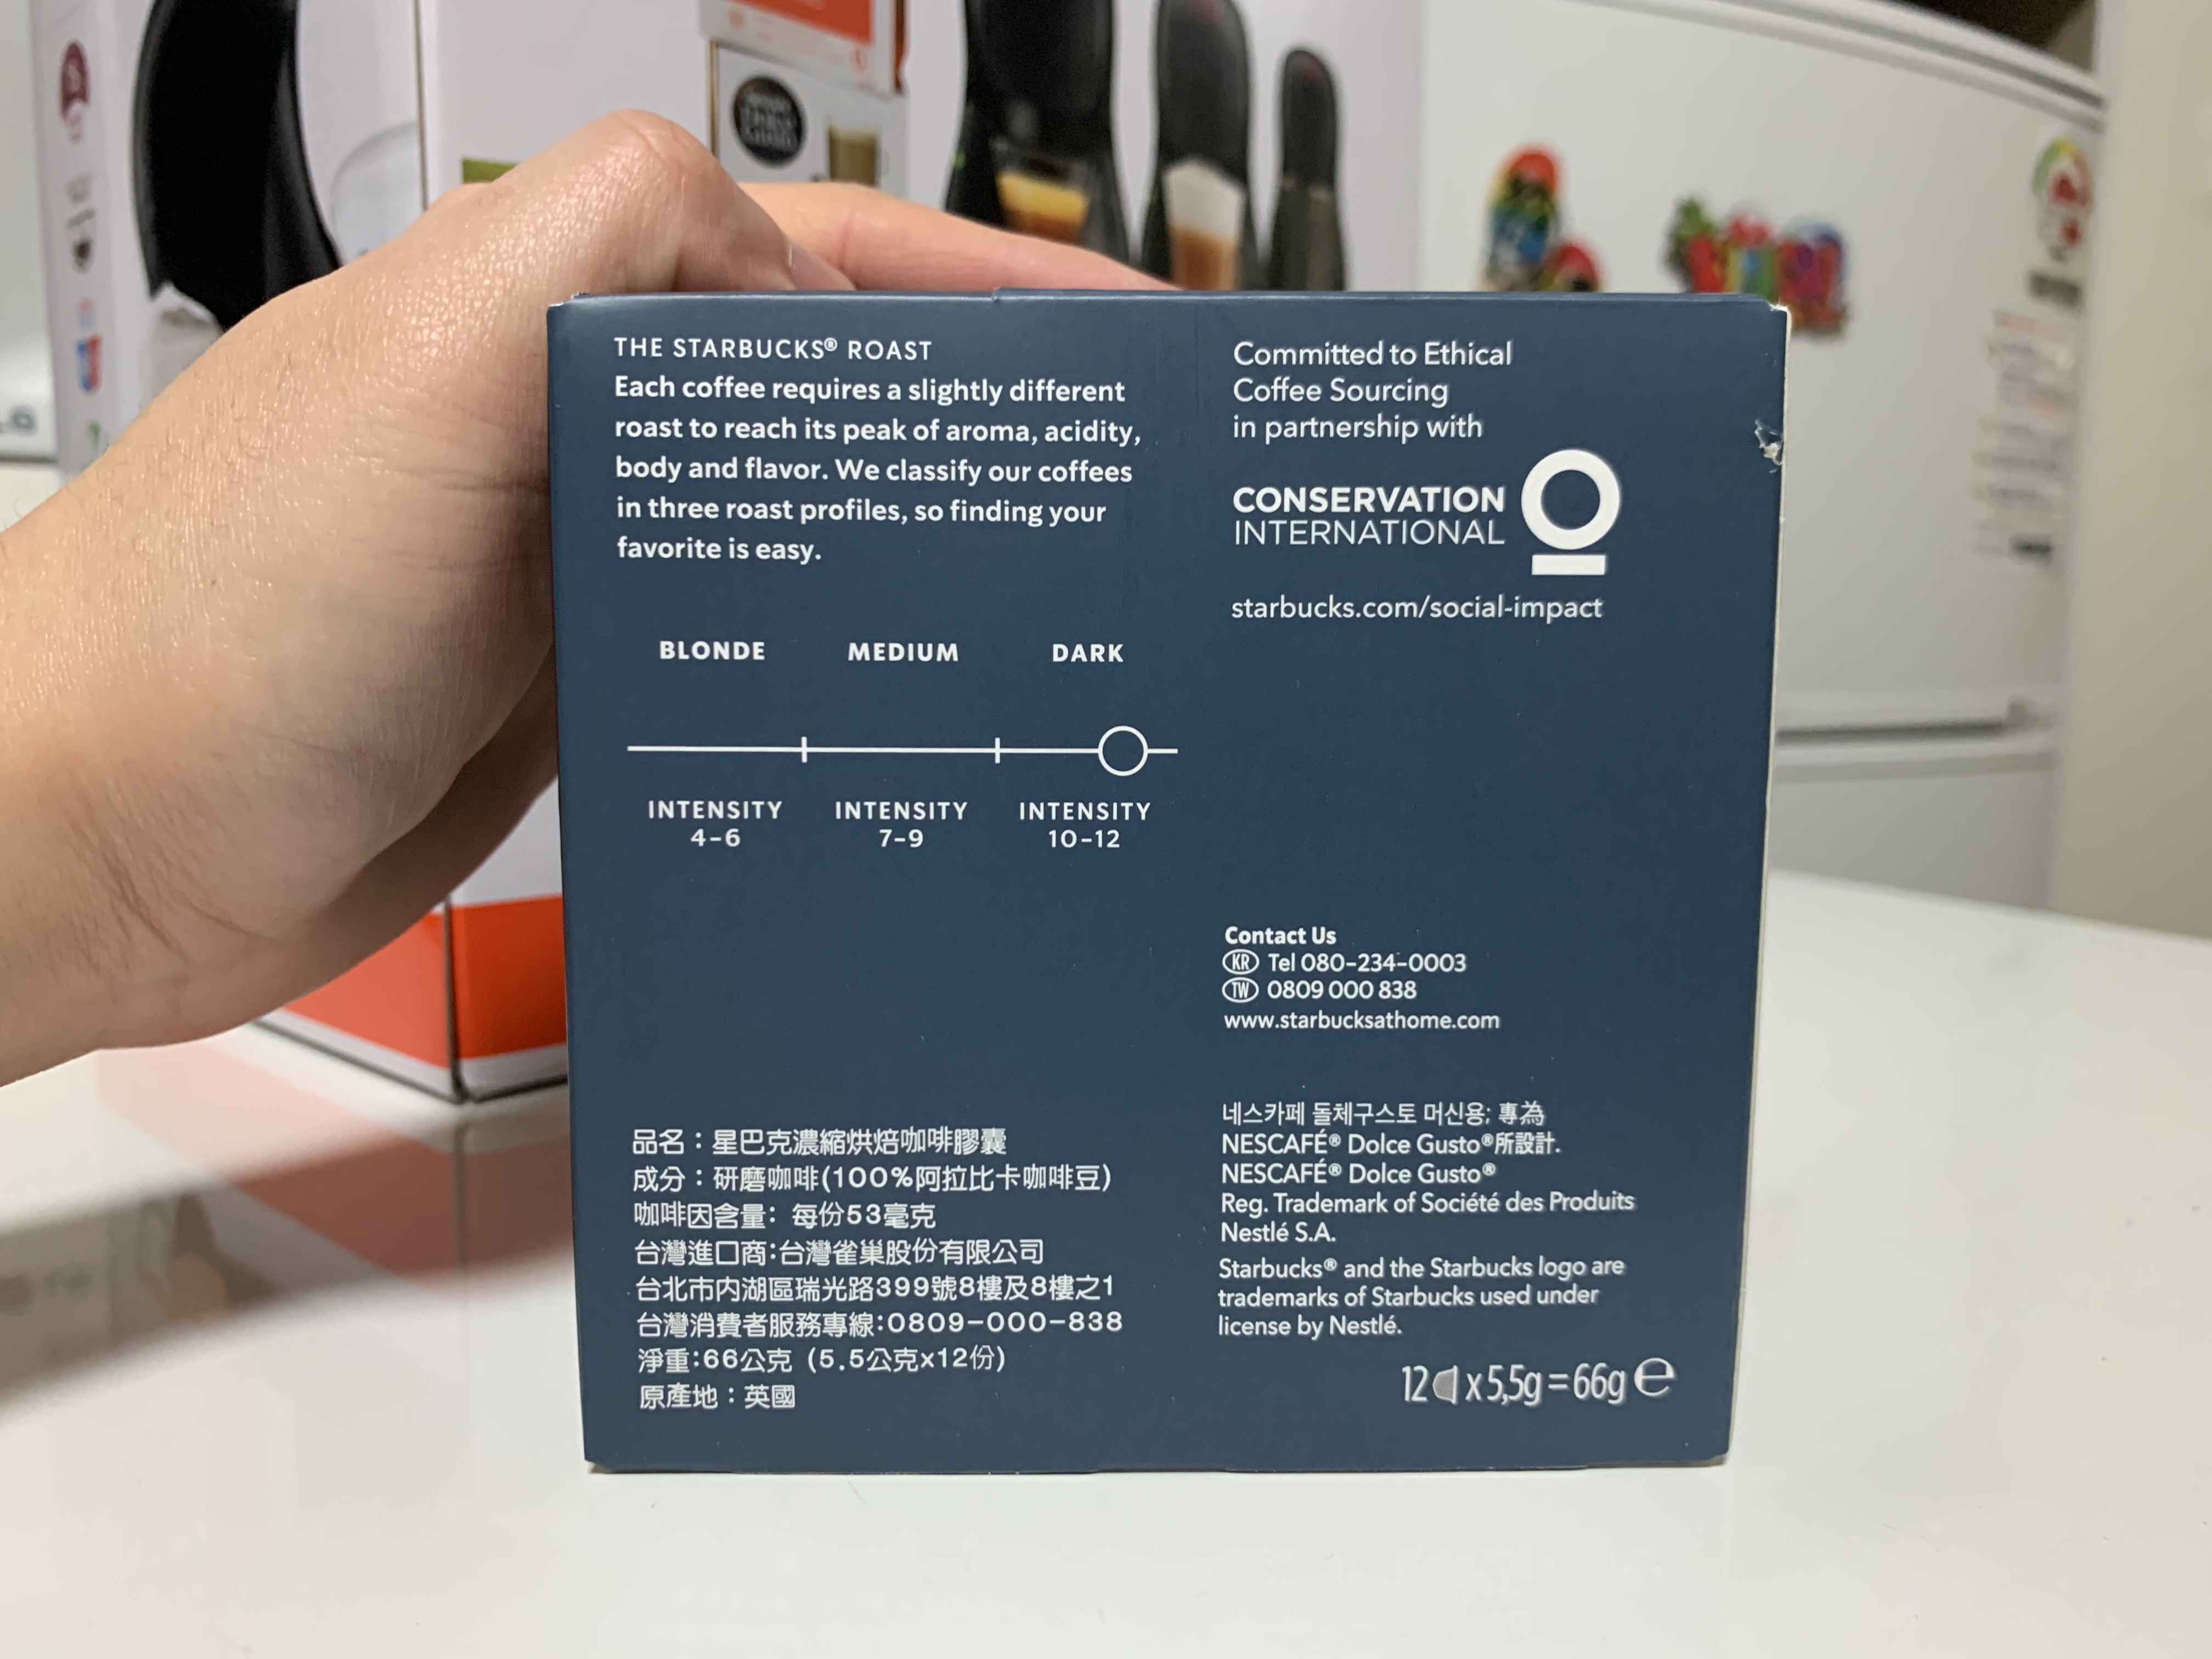 THE STARBUCKS® ROAST
Each coffee requires a slightly different
roast to reach its peak of aroma, acidity,
body and flavor. We classify our coffees
in three roast profiles, so finding your
favorite is easy.
BLONDE MEDIUM DARK
INTENSITY INTENSITY INTENSITY
4-6 7-9 10-12
品名：星巴克濃縮烘焙咖啡膠囊
成分：研磨咖啡(100%阿拉比卡咖啡豆)
咖啡因含量：每份53毫克
台灣進口商:台灣雀巢股份有限公司
台北市內湖區瑞光路399號8樓及8樓之1
台灣消費者服務專線:0809-000-838
淨重:66公克 (5.5公克x12份)
原產地：英國
Committed to Ethical
Coffee Sourcing
in partnership with
CONSERVATION
INTERNATIONAL
starbucks.com/social-impact
Contact Us
KR Tel 080-234-0003
TW 0809 000 838
www.starbucksathome.com
네스카페 돌체구스토 머신용; 專為
NESCAFÉ® Dolce Gusto®所設計.
NESCAFÉ® Dolce Gusto®
Reg. Trademark of Société des Produits
Nestlé S.A.
Starbucks® and the Starbucks logo are
trademarks of Starbucks used under
license by Nestlé.
12 x 5,5g = 66g ℮